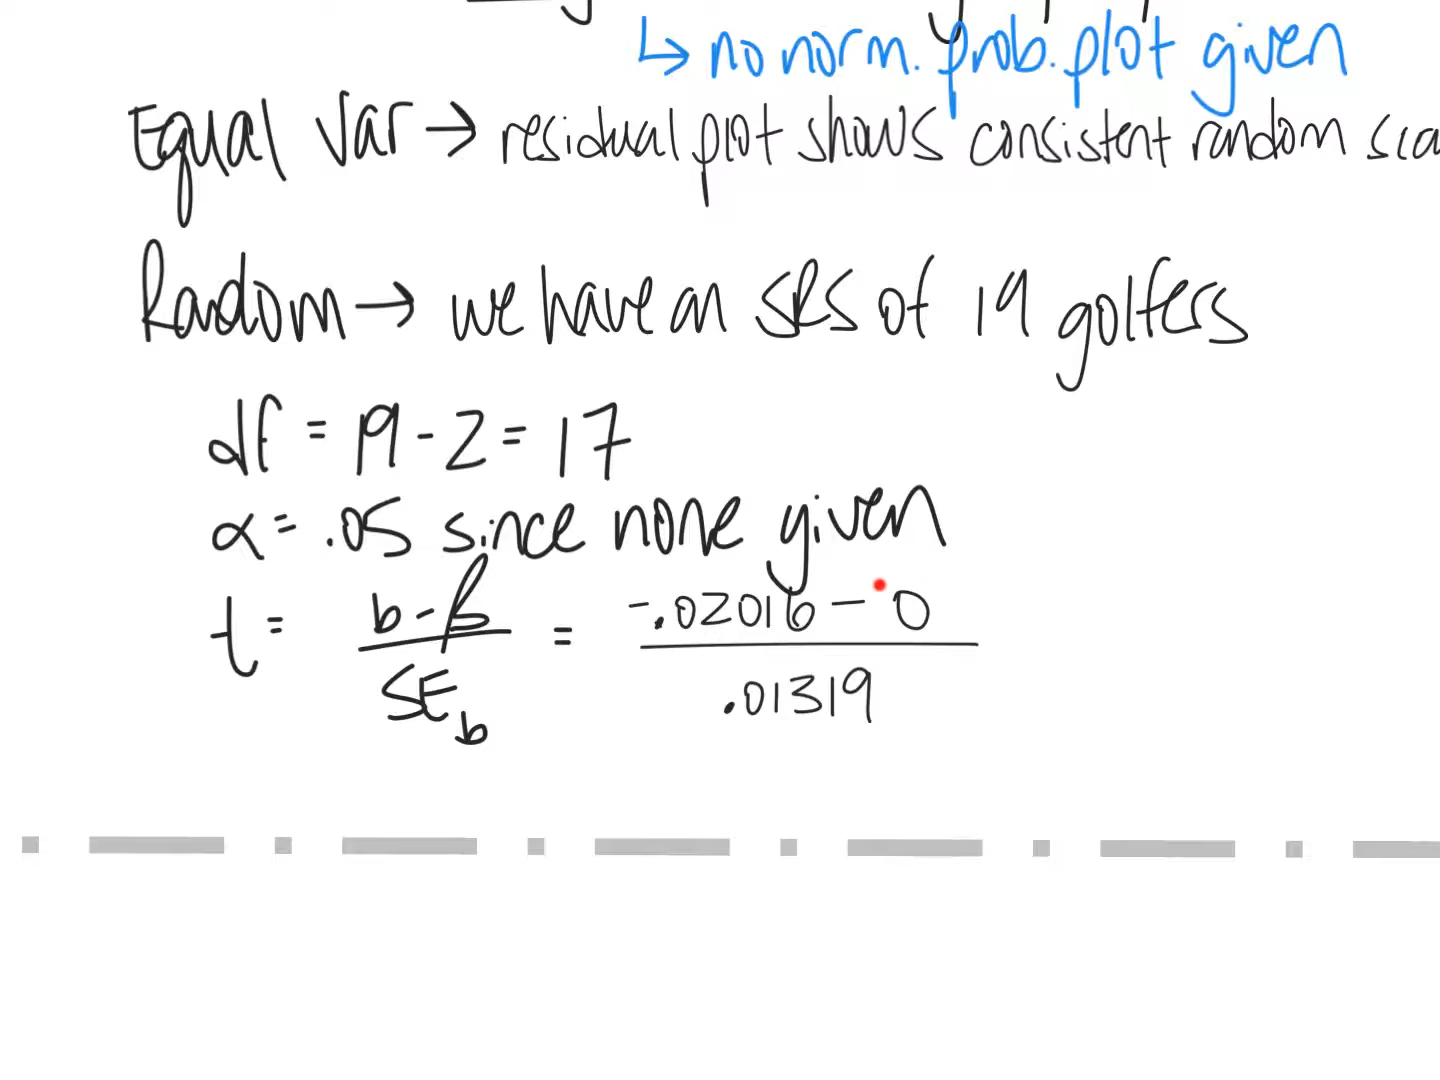 ↳ no norm. prob. plot given
Equal Var → residual plot shows consistent random
Random → we have an SRS of 19 golfers
df = 19 - 2 = 17
α = .05 since none given
t = b - β / SE_b = -.02016 - 0 / .01319